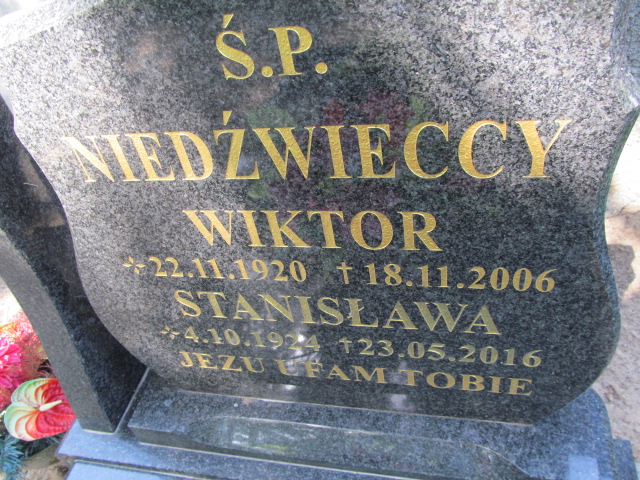 Ś.P.
NIEDŹWIECCY
WIKTOR
✲22.11.1920 †18.11.2006
STANISŁAWA
✲4.10.1924 †23.05.2016
JEZU UFAM TOBIE